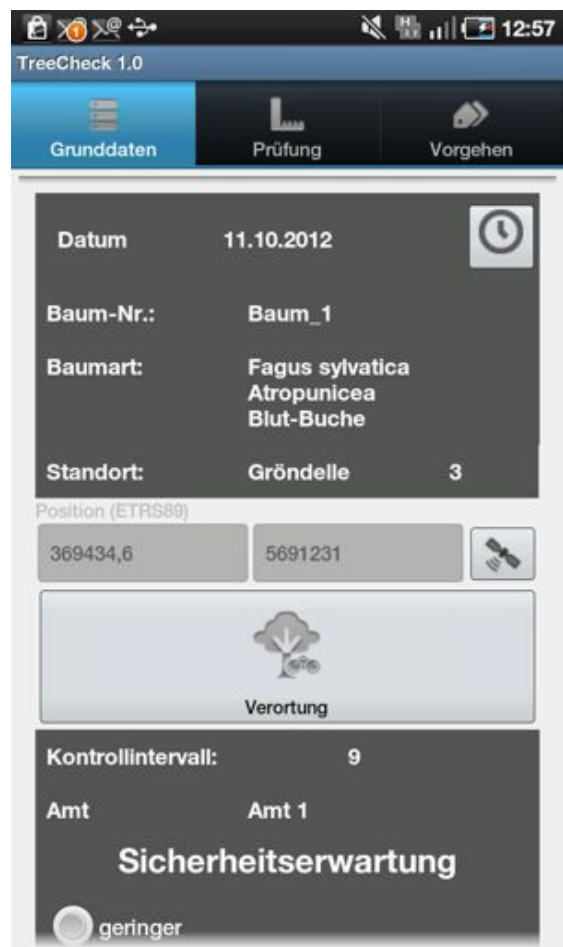 12:57
TreeCheck 1.0
Grunddaten Prüfung Vorgehen
Datum 11.10.2012
Baum-Nr.: Baum_1
Baumart: Fagus sylvatica
Atropunicea
Blut-Buche
Standort: Gröndelle 3
Position (ETRS89)
369434,6 5691231
Verortung
Kontrollintervall: 9
Amt Amt 1
Sicherheitserwartung
geringer